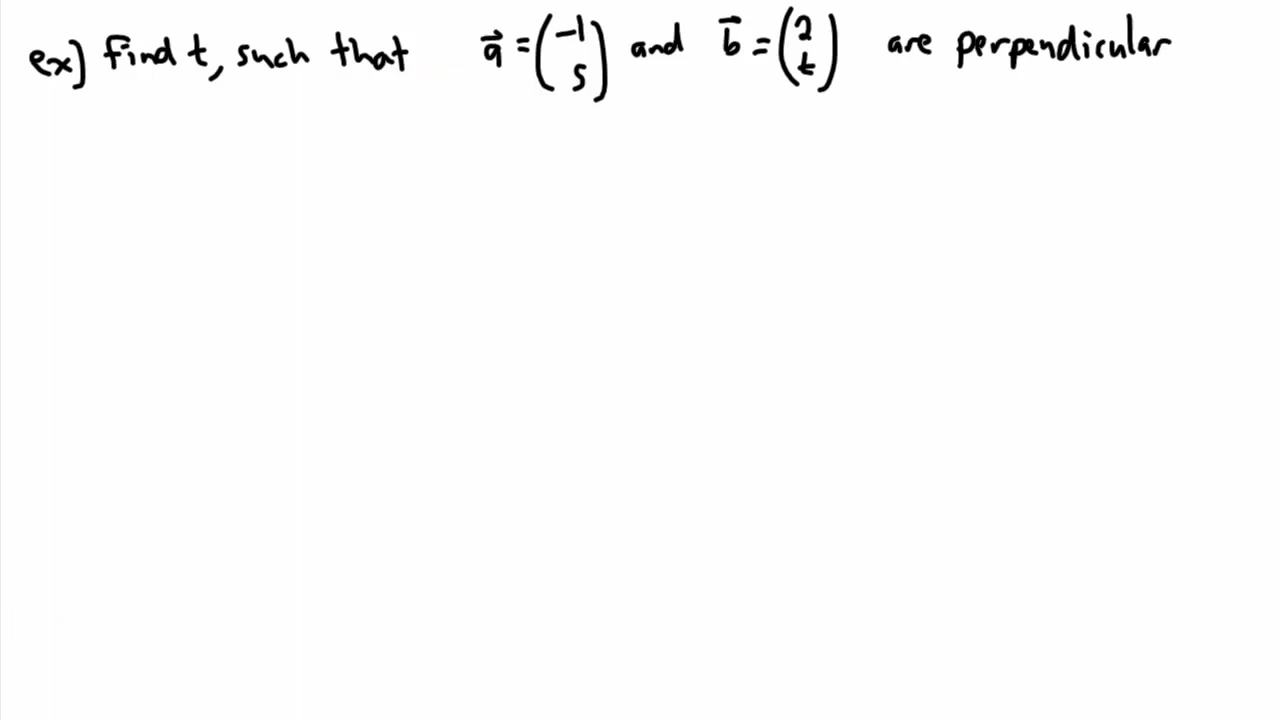 ex) Find t, such that a⃗ = (-1 5) and b⃗ = (2 t) are perpendicular